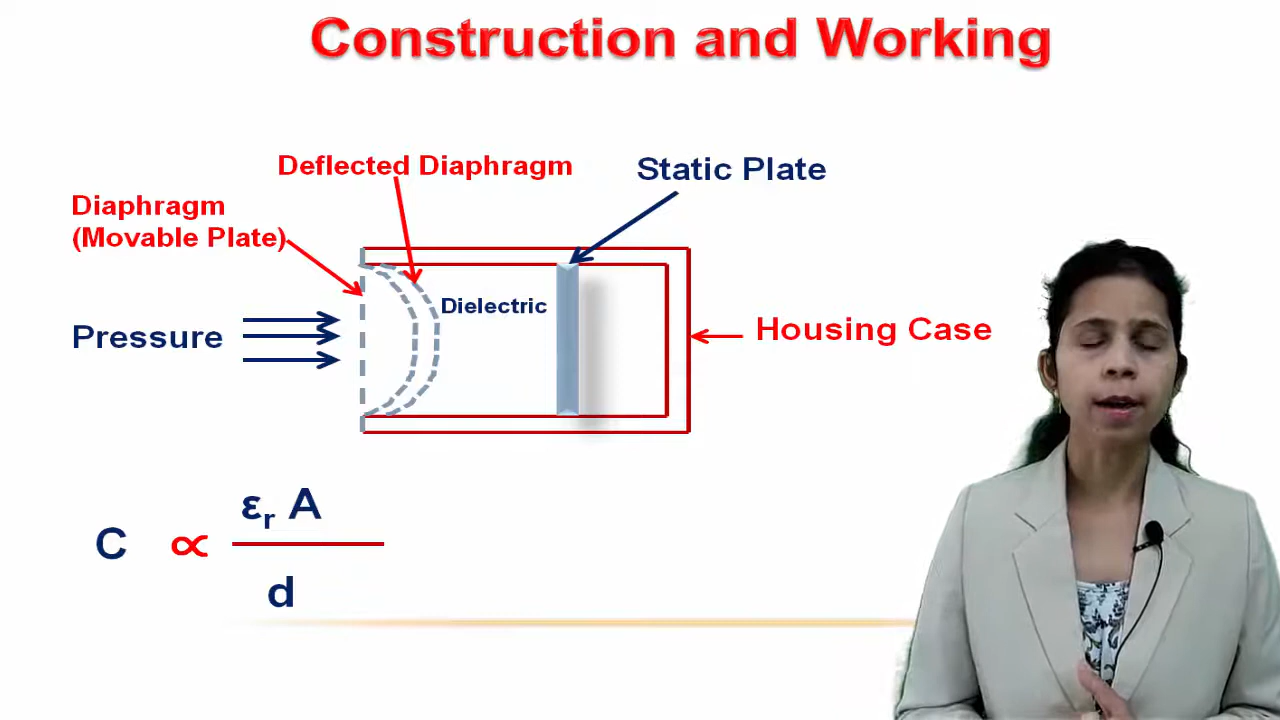 Construction and Working
Deflected Diaphragm
Static Plate
Diaphragm
(Movable Plate)
Dielectric
Pressure
Housing Case
εr A
C ∝
d